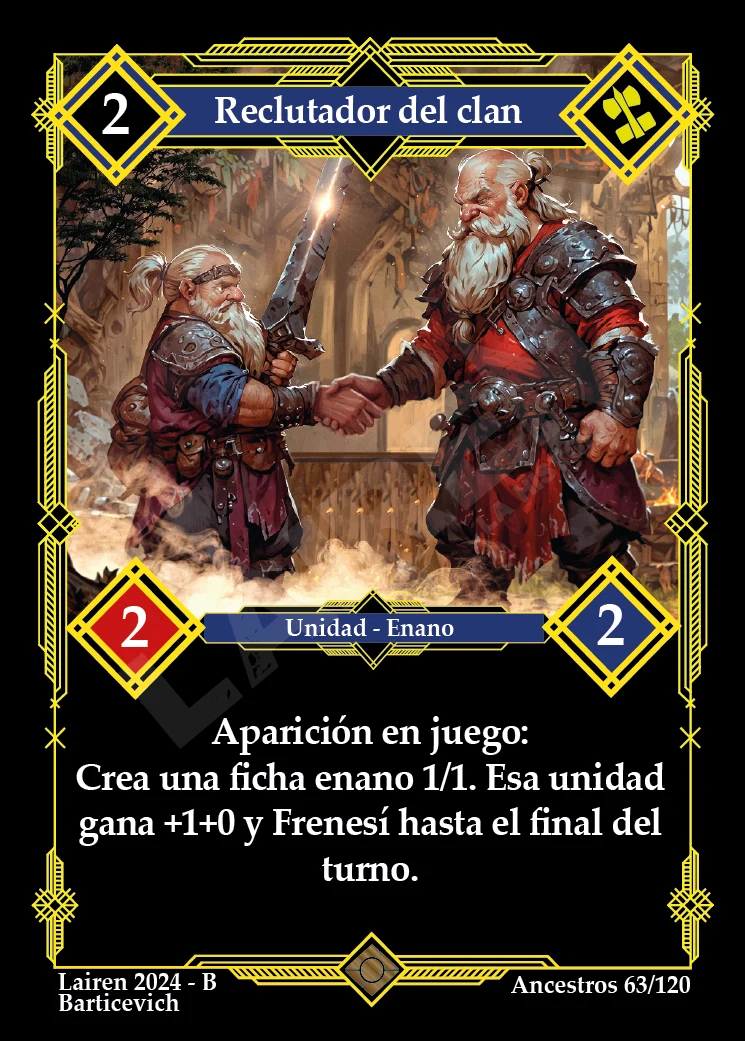 2
Reclutador del clan
2
Unidad - Enano
2
Aparición en juego:
Crea una ficha enano 1/1. Esa unidad
gana +1+0 y Frenesí hasta el final del
turno.
Lairen 2024 - B
Barticevich
Ancestros 63/120